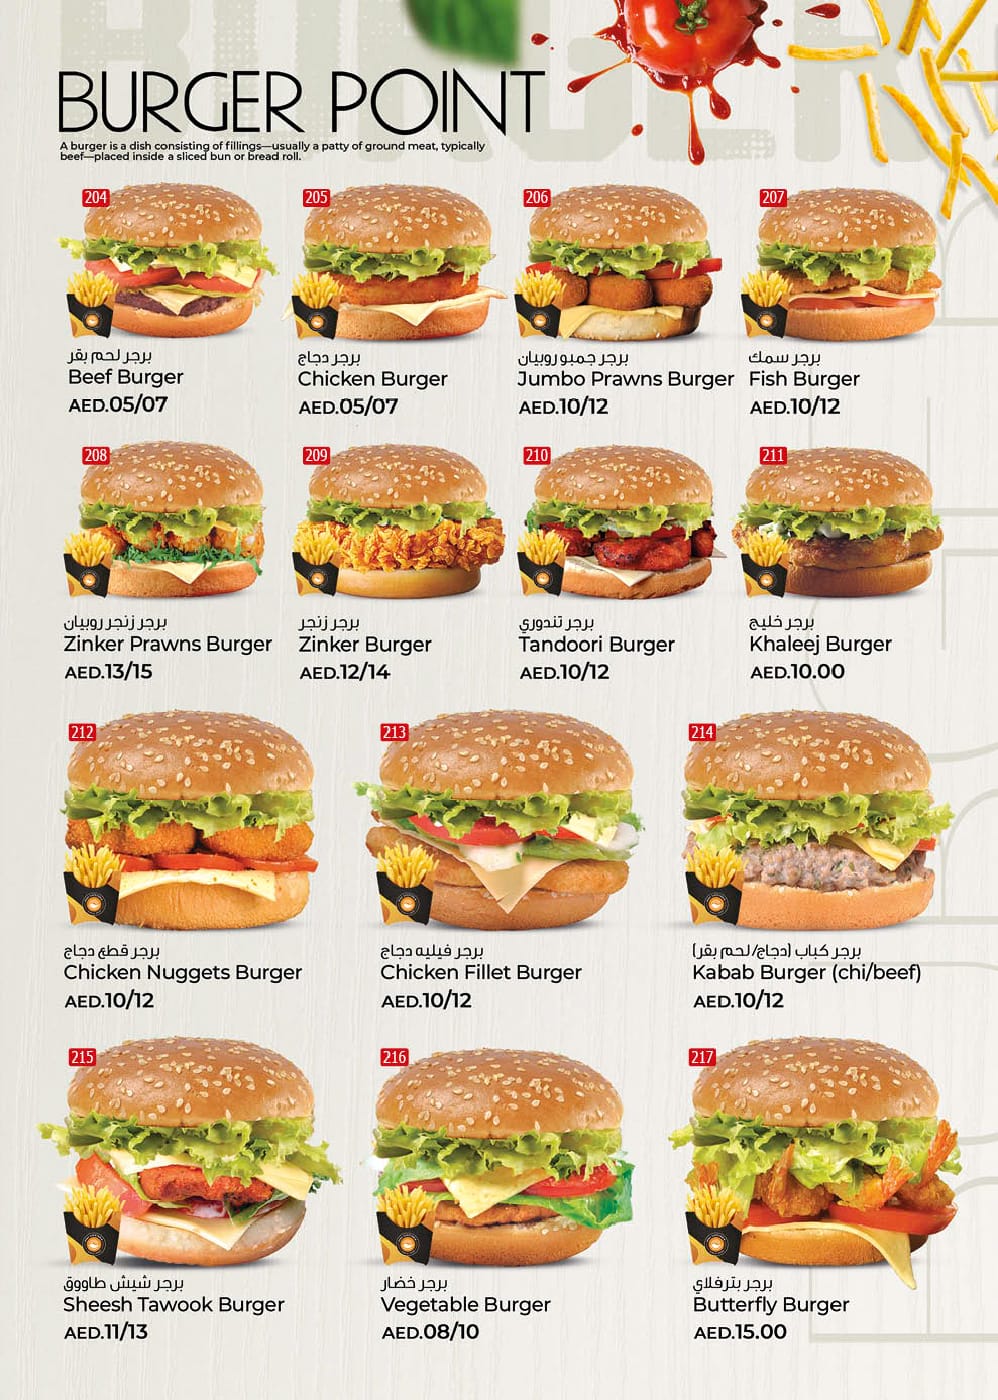 BURGER
BURGER POINT
A burger is a dish consisting of fillings—usually a patty of ground meat, typically
beef—placed inside a sliced bun or bread roll.
204
205
206
207
برجر لحم بقر
Beef Burger
AED.05/07
برجر دجاج
Chicken Burger
AED.05/07
برجر جمبو روبيان
Jumbo Prawns Burger
AED.10/12
برجر سمك
Fish Burger
AED.10/12
208
209
210
211
برجر زنجر روبيان
Zinker Prawns Burger
AED.13/15
برجر زنجر
Zinker Burger
AED.12/14
برجر تندوري
Tandoori Burger
AED.10/12
برجر خليج
Khaleej Burger
AED.10.00
212
213
214
برجر قطع دجاج
Chicken Nuggets Burger
AED.10/12
برجر فيليه دجاج
Chicken Fillet Burger
AED.10/12
برجر كباب (دجاج/لحم بقر)
Kabab Burger (chi/beef)
AED.10/12
215
216
217
برجر شيش طاووق
Sheesh Tawook Burger
AED.11/13
برجر خضار
Vegetable Burger
AED.08/10
برجر بترفلاي
Butterfly Burger
AED.15.00